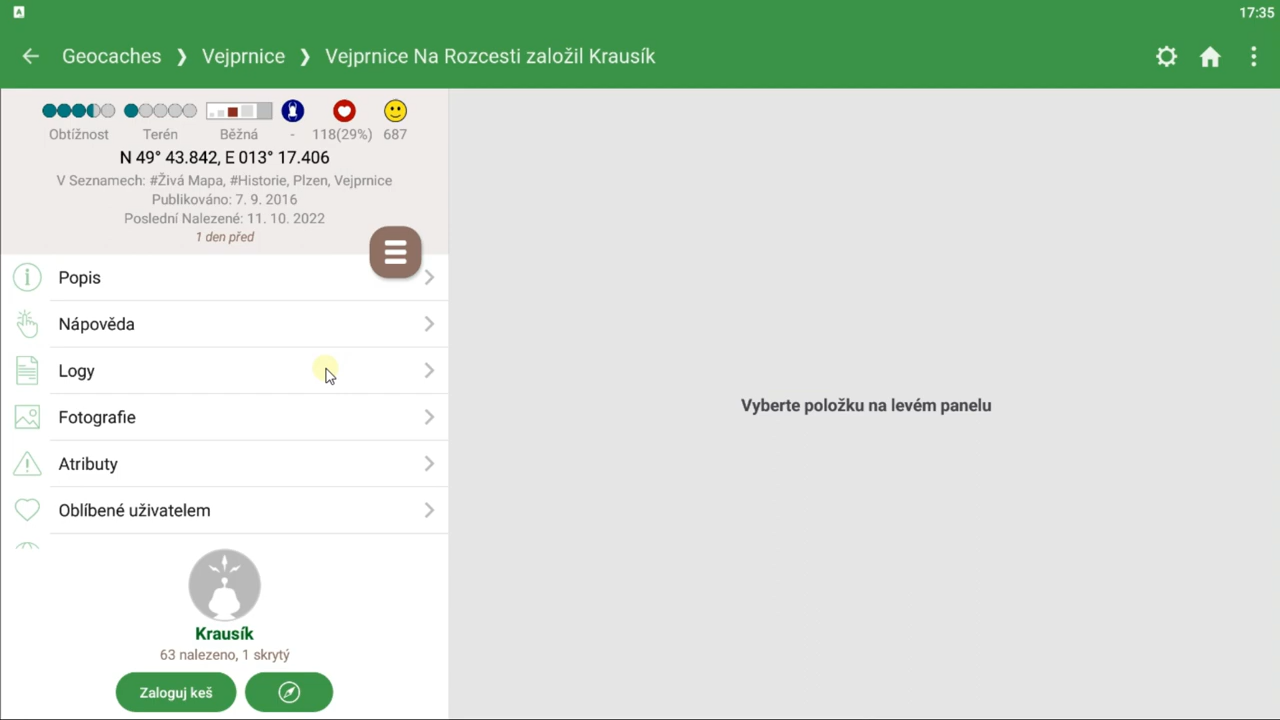 A
17:35
Geocaches ❯ Vejprnice ❯ Vejprnice Na Rozcesti založil Krausík
Obtížnost Terén Běžná - 118(29%) 687
N 49° 43.842, E 013° 17.406
V Seznamech: #Živá Mapa, #Historie, Plzen, Vejprnice
Publikováno: 7. 9. 2016
Poslední Nalezené: 11. 10. 2022
1 den před
Popis
Nápověda
Logy
Fotografie
Atributy
Oblíbené uživatelem
Krausík
63 nalezeno, 1 skrytý
Zaloguj keš
Vyberte položku na levém panelu